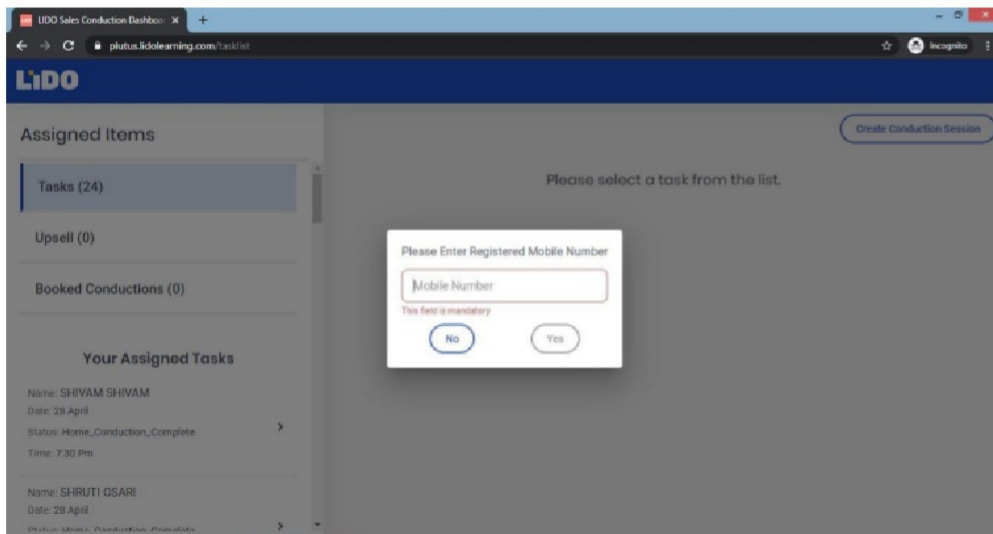 LIDO Sales Conduction Dashboar
plutus.lidolearning.com/tasklist
Incognito
LiDO
Assigned Items
Create Conduction Session
Tasks (24)
Please select a task from the list.
Upsell (0)
Booked Conductions (0)
Please Enter Registered Mobile Number
Mobile Number
This field is mandatory
No
Yes
Your Assigned Tasks
Name: SHIVAM SHIVAM
Date: 28 April
Status: Home_Conduction_Complete
Time: 7:30 Pm
Name: SHRUTI OSARI
Date: 28 April
Status: Home_Conduction_Complete